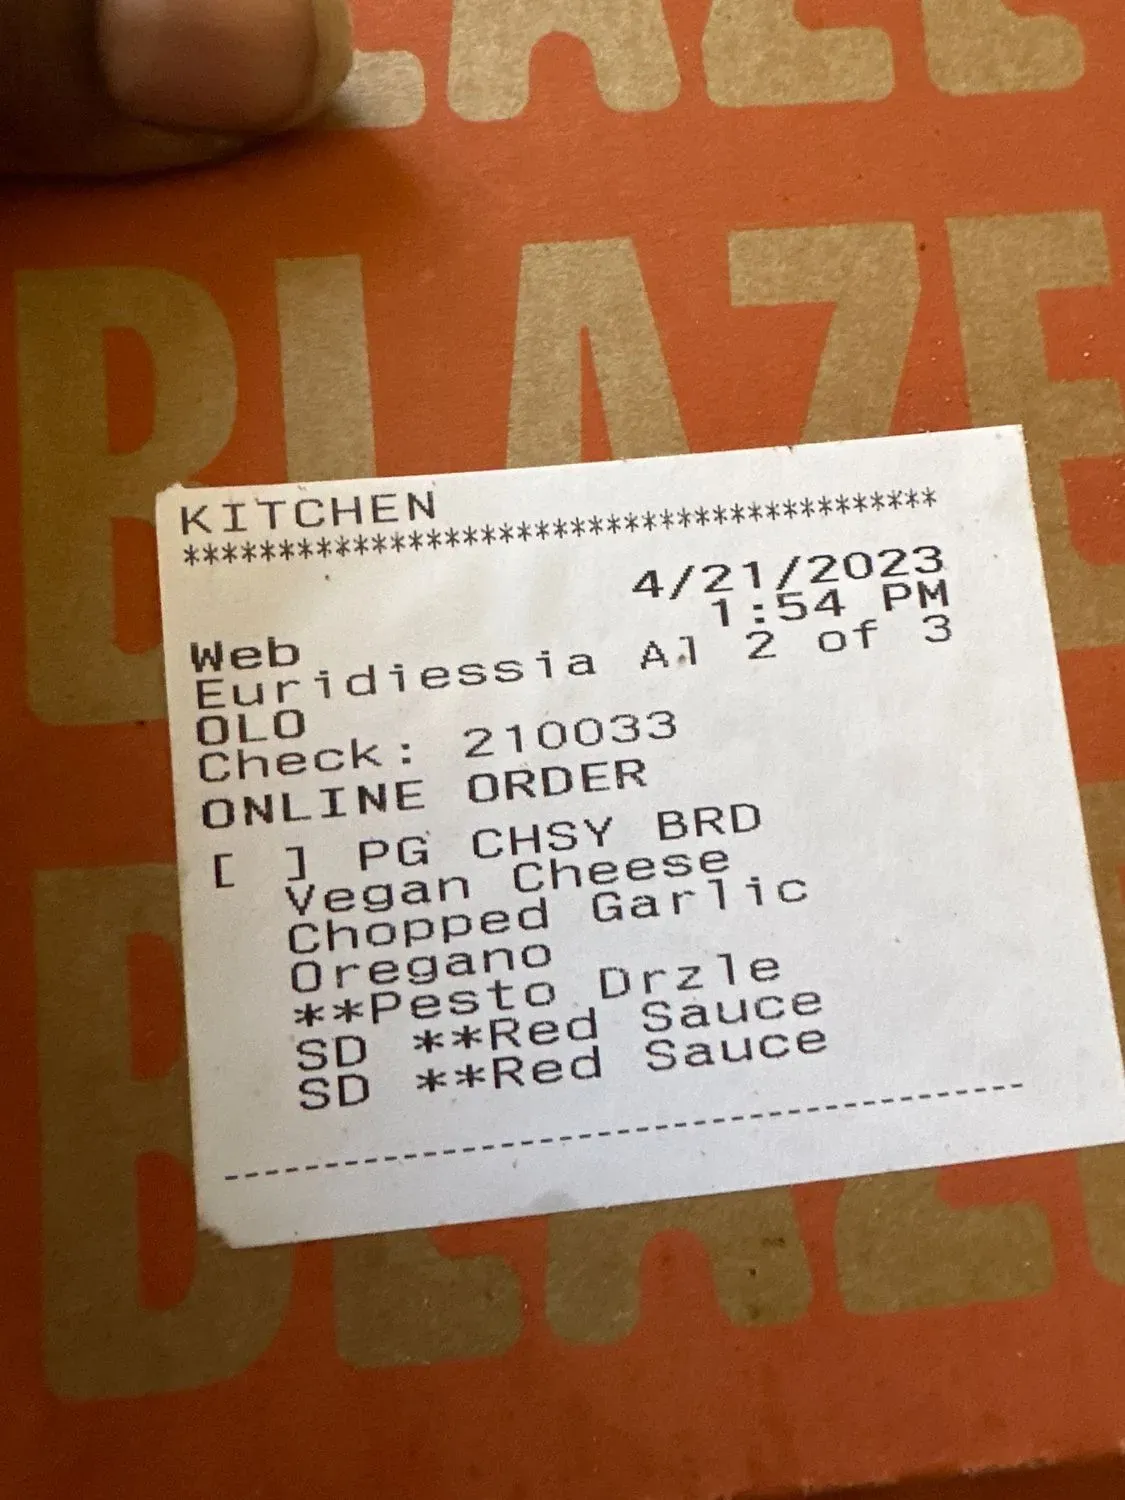 BLAZE
BLAZE
KITCHEN
****************************************
4/21/2023
1:54 PM
Web
Euridiessia Al 2 of 3
OLO
Check: 210033
ONLINE ORDER
[ ] PG CHSY BRD
Vegan Cheese
Chopped Garlic
Oregano
**Pesto Drzle
SD **Red Sauce
SD **Red Sauce
--------------------------------
BLAZE